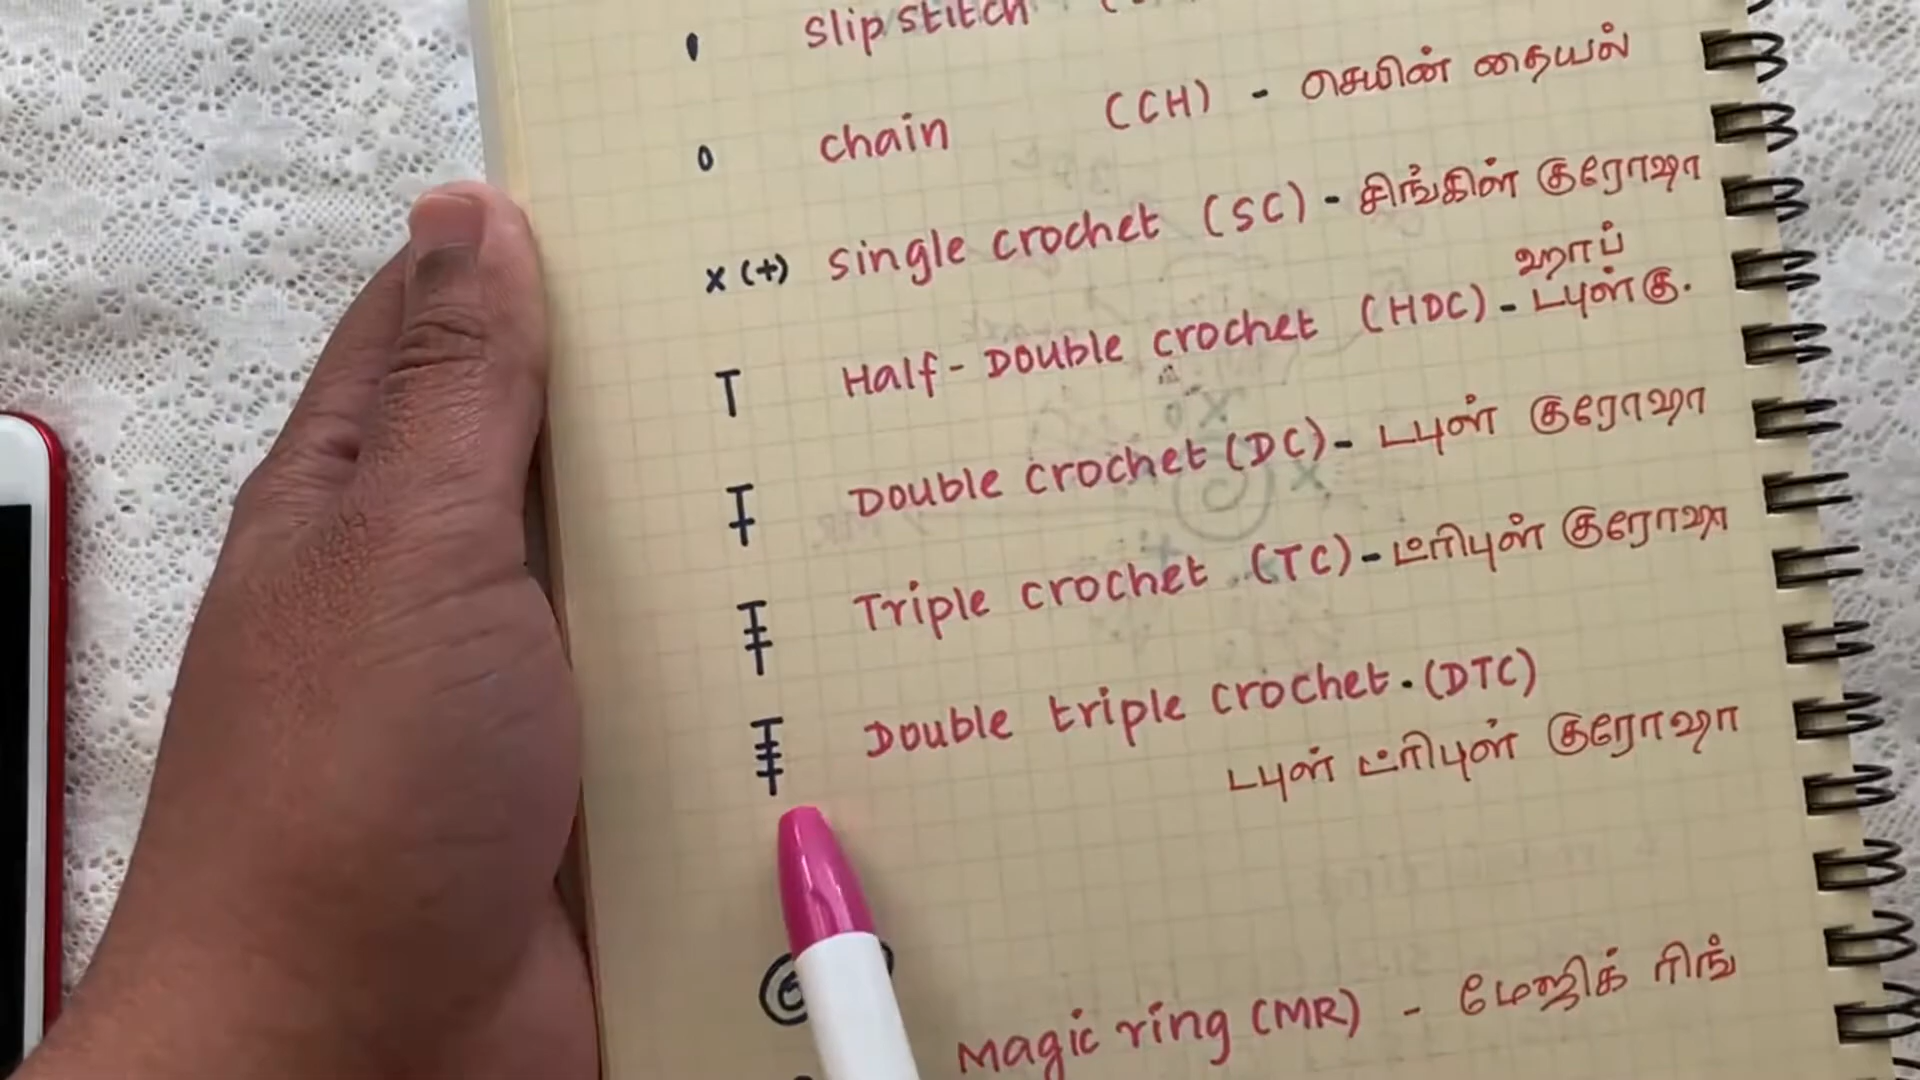 slip stitch
o chain (CH) - செயின் தையல்
x (+) single crochet (SC) - சிங்கிள் குரோஷா
T Half-Double crochet (HDC) - ஹாப் டபுள் கு.
Double crochet (DC) - டபுள் குரோஷா
Triple crochet (TC) - ட்ரிபுள் குரோஷா
Double triple crochet. (DTC)
டபுள் ட்ரிபுள் குரோஷா
Magic ring (MR) - மேஜிக் ரிங்